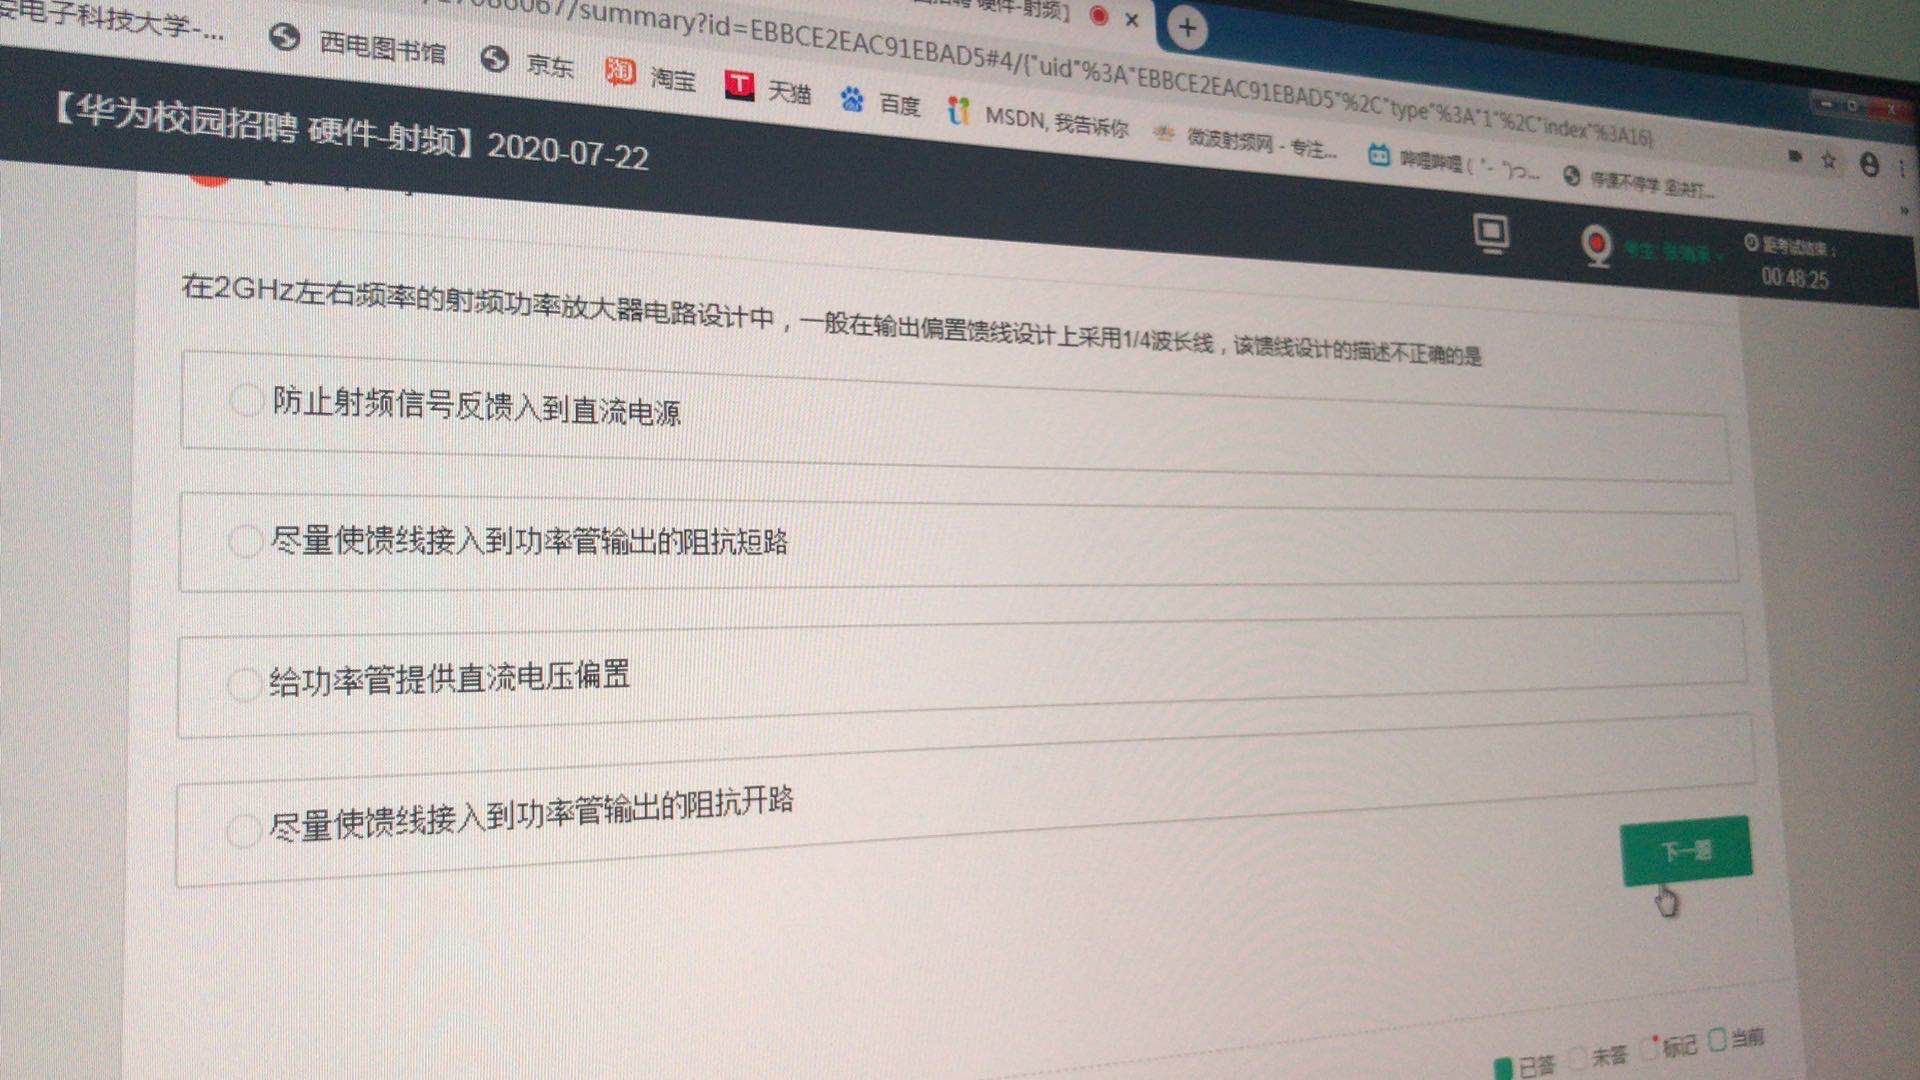 /summary?id=EBBCE2EAC91EBAD5#4/{"uid"%3A"EBBCE2EAC91EBAD5"%2C"type"%3A"1"%2C"index"%3A16}
电子科技大学-...
西电图书馆
京东
淘宝
天猫
百度
MSDN, 我告诉你
微波射频网 - 专注...
哔哩哔哩 ( ゜- ゜)つ...
停课不停学 坚决打...
【华为校园招聘 硬件-射频】2020-07-22
距考试结束：
00:48:25
在2GHz左右频率的射频功率放大器电路设计中，一般在输出偏置馈线设计上采用1/4波长线，该馈线设计的描述不正确的是
防止射频信号反馈入到直流电源
尽量使馈线接入到功率管输出的阻抗短路
给功率管提供直流电压偏置
尽量使馈线接入到功率管输出的阻抗开路
下一题
已答 未答 标记 当前